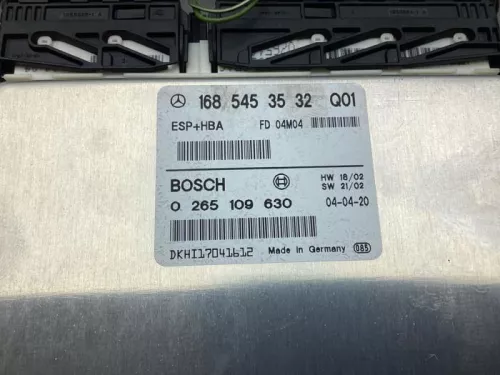 168 545 35 32 Q01
ESP+HBA FD 04M04
HW 18/02
BOSCH SW 21/02
0 265 109 630 04-04-20
DKHI17041612 Made in Germany 085